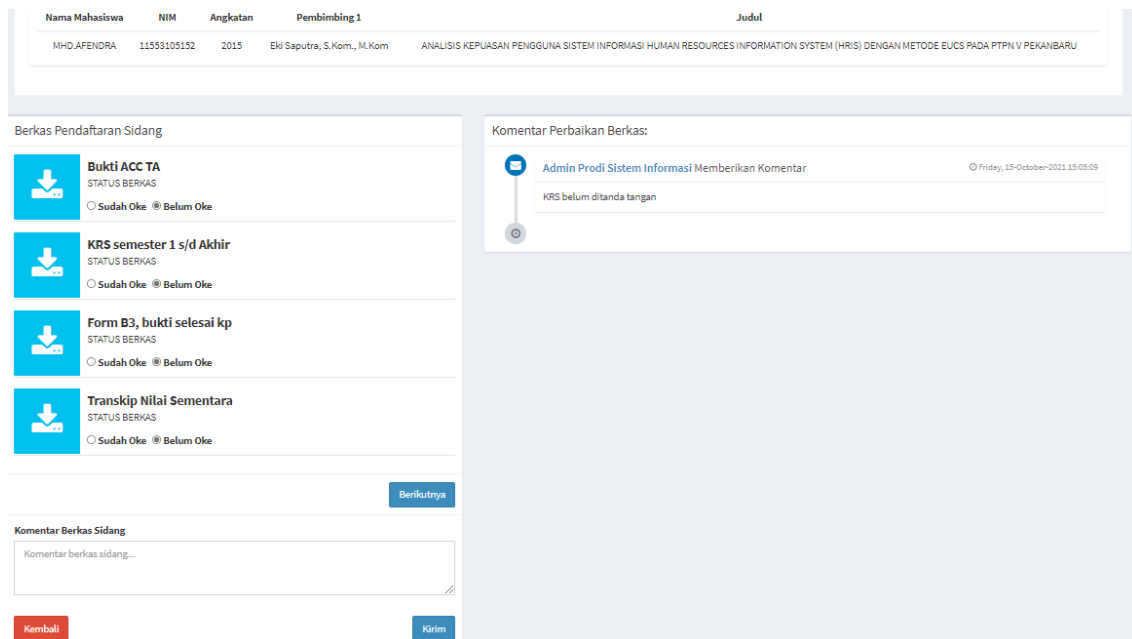 Nama Mahasiswa NIM Angkatan Pembimbing 1 Judul
MHD.AFENDRA 11553105152 2015 Eki Saputra, S.Kom., M.Kom ANALISIS KEPUASAN PENGGUNA SISTEM INFORMASI HUMAN RESOURCES INFORMATION SYSTEM (HRIS) DENGAN METODE EUCS PADA PTPN V PEKANBARU
Berkas Pendaftaran Sidang
Bukti ACC TA
STATUS BERKAS
Sudah Oke Belum Oke
KRS semester 1 s/d Akhir
STATUS BERKAS
Sudah Oke Belum Oke
Form B3, bukti selesai kp
STATUS BERKAS
Sudah Oke Belum Oke
Transkip Nilai Sementara
STATUS BERKAS
Sudah Oke Belum Oke
Berikutnya
Komentar Berkas Sidang
Komentar berkas sidang...
Kembali Kirim
Komentar Perbaikan Berkas:
Admin Prodi Sistem Informasi Memberikan Komentar Friday, 15-October-2021 15:05:09
KRS belum ditanda tangan